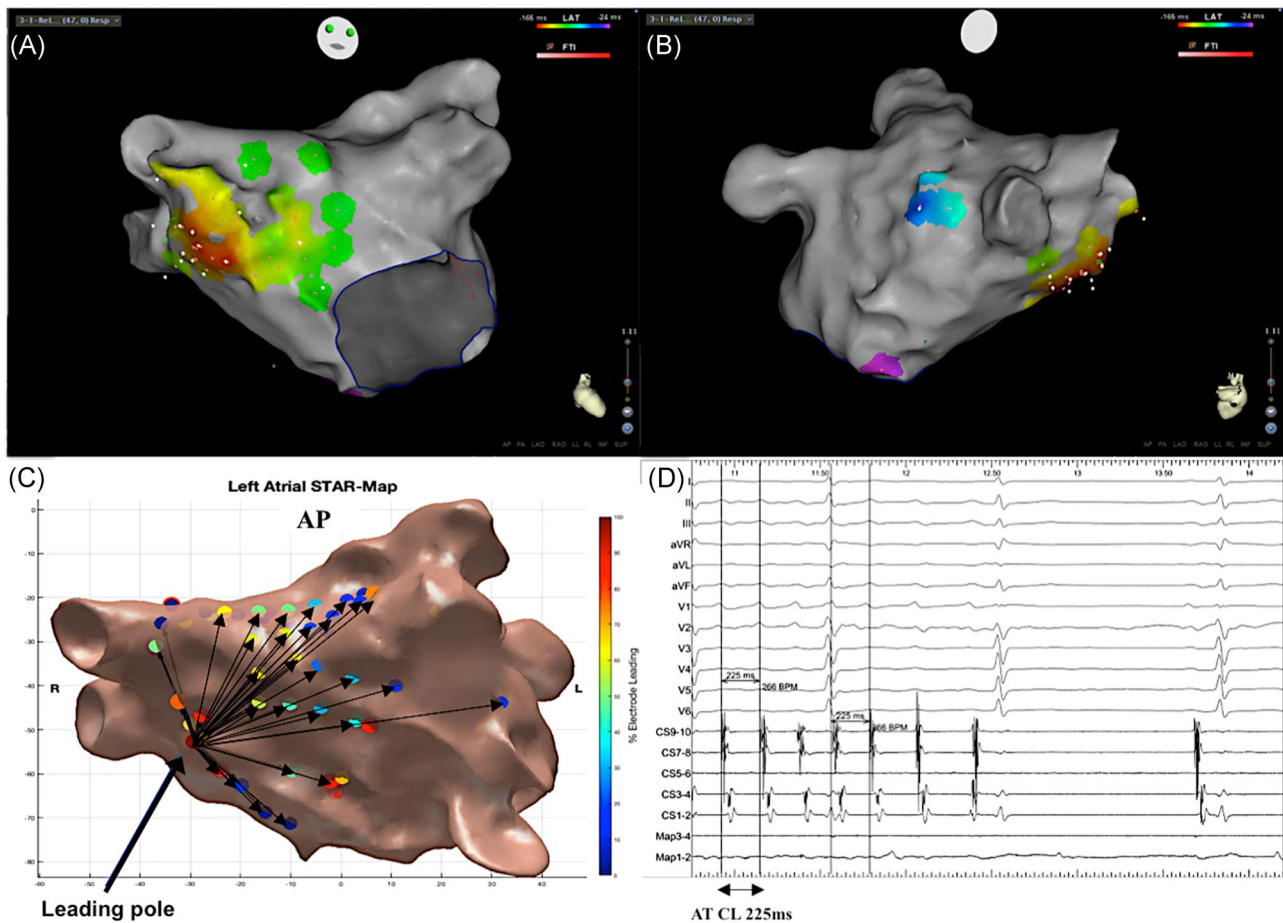 (A)
3-1-ReL... (47, 0) Resp
-165 ms LAT -24 ms
FTI
1.11
AP PA LAO RAO LL RL INF SUP
(B)
3-1-ReL... (47, 0) Resp
-165 ms LAT -24 ms
FTI
1.11
AP PA LAO RAO LL RL INF SUP
(C)
Left Atrial STAR-Map
AP
0
-10
-20
-30
-40
-50
-60
-70
-80
R
L
-60 -50 -40 -30 -20 -10 0 10 20 30 40 50
100
90
80
70
60
50
40
30
20
10
0
% Electrode Leading
Leading pole
(D)
11 11.50 12 12.50 13 13.50 14
I
II
III
aVR
aVL
aVF
V1
V2
V3
V4
V5
V6
225 ms
266 BPM
225 ms
266 BPM
CS9-10
CS7-8
CS5-6
CS3-4
CS1-2
Map3-4
Map1-2
AT CL 225ms